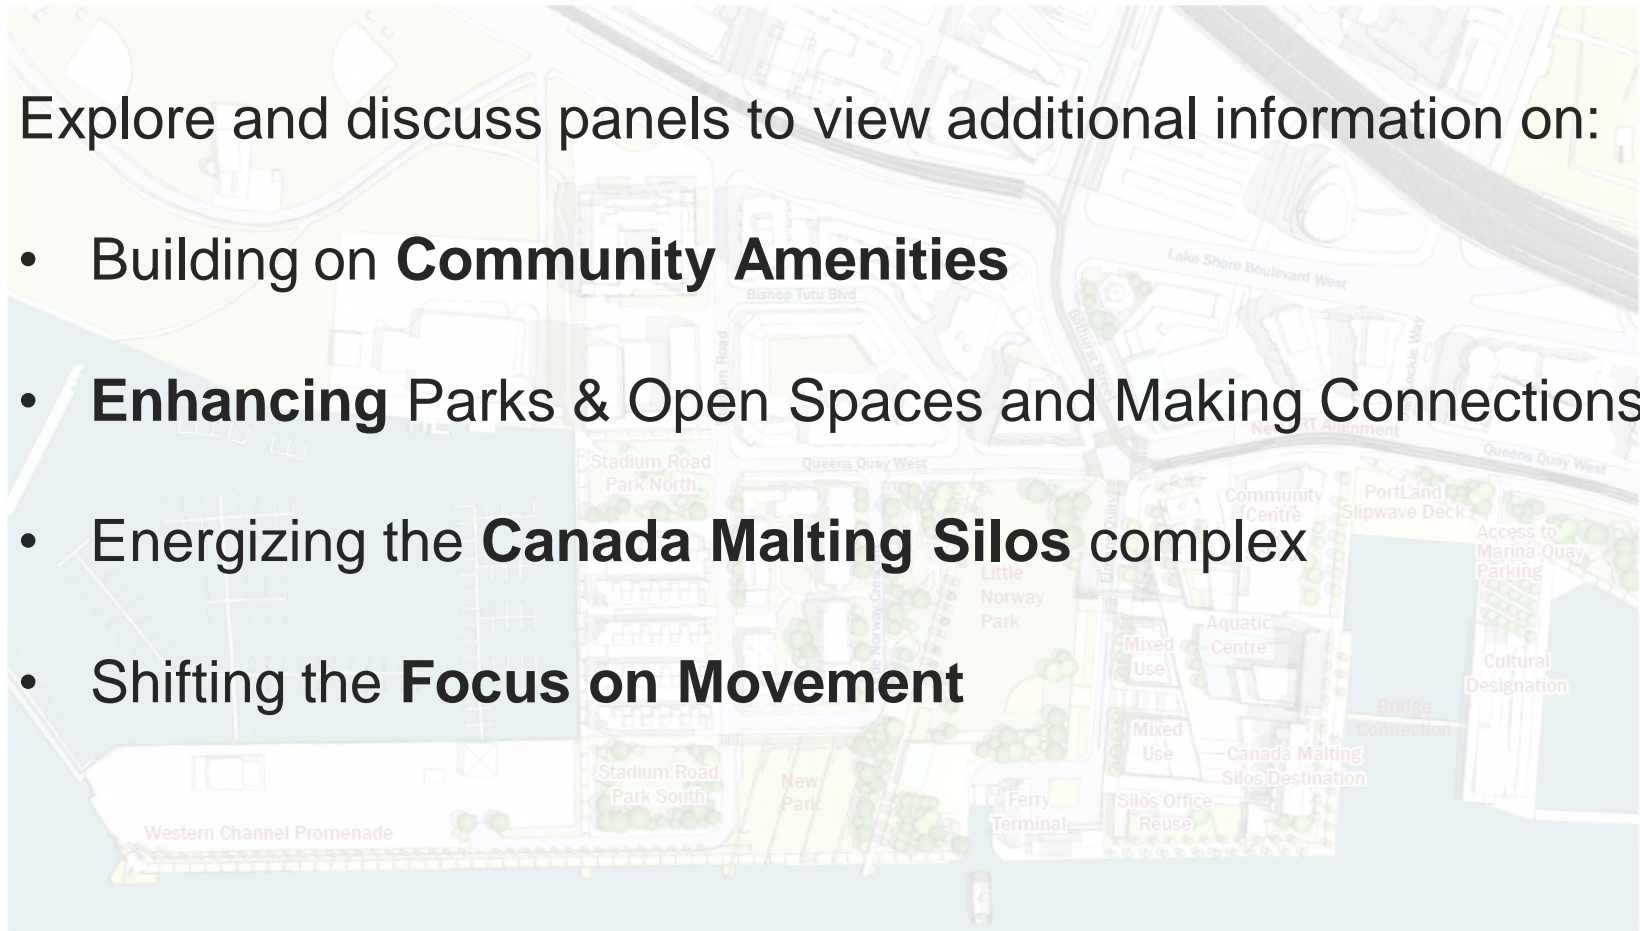 Explore and discuss panels to view additional information on:
• Building on Community Amenities
• Enhancing Parks & Open Spaces and Making Connections
• Energizing the Canada Malting Silos complex
• Shifting the Focus on Movement
Lake Shore Boulevard West
Bishop Tutu Blvd
Queens Quay West
Queens Quay West
Stadium Road
Park North
Community
Centre
PortLand
Slipwave Deck
Access to
Marina Quay
Parking
Little
Norway
Park
Mixed
Use
Aquatic
Centre
Cultural
Designation
Bridge
Connection
Mixed
Use
Canada Malting
Silos Destination
Stadium Road
Park South
New
Park
Ferry
Terminal
Silos Office
Reuse
Western Channel Promenade